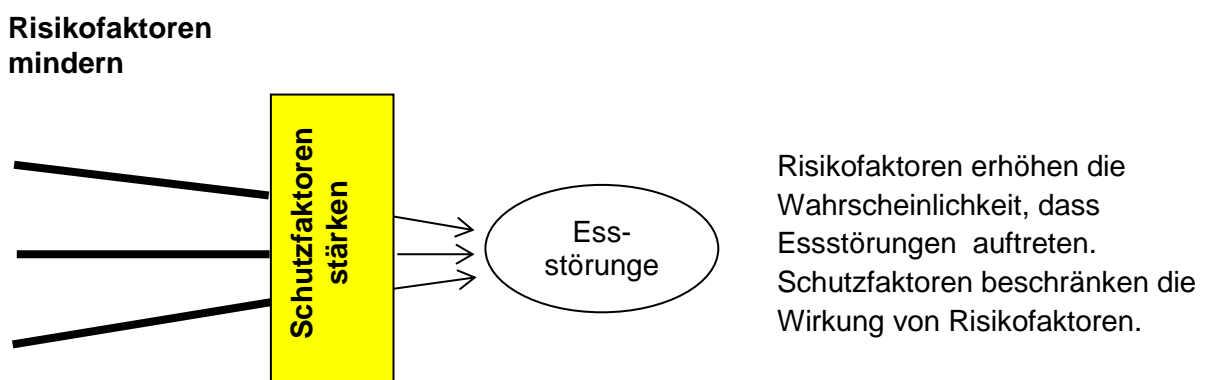 Risikofaktoren
mindern
Schutzfaktoren
stärken
Ess-
störunge
Risikofaktoren erhöhen die
Wahrscheinlichkeit, dass
Essstörungen  auftreten.
Schutzfaktoren beschränken die
Wirkung von Risikofaktoren.